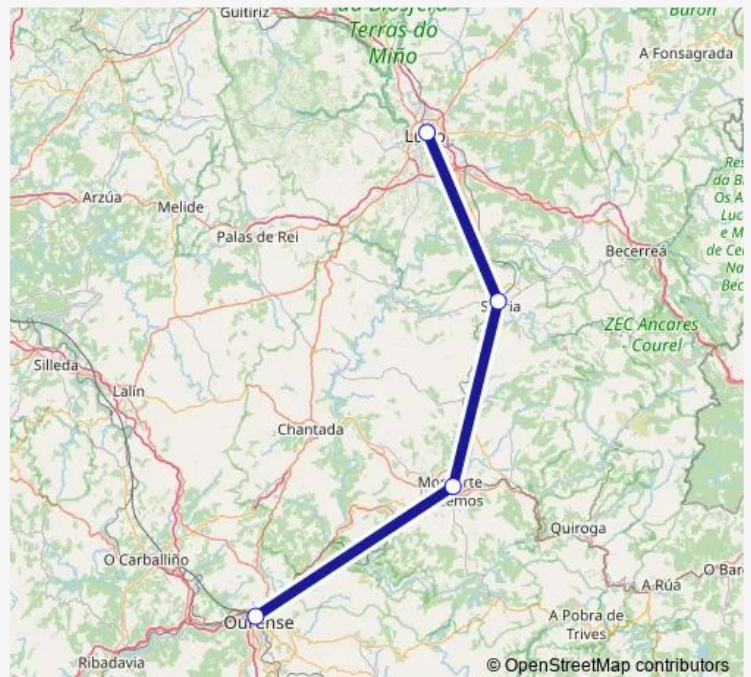 Guitiriz
Terras do
Miño
A Fonsagrada
Arzúa
Melide
Palas de Rei
Becerreá
ZEC Ancares
- Courel
Silleda
Lalín
Chantada
Quiroga
O Carballiño
A Rúa
A Pobra de
Trives
Ribadavia
© OpenStreetMap contributors